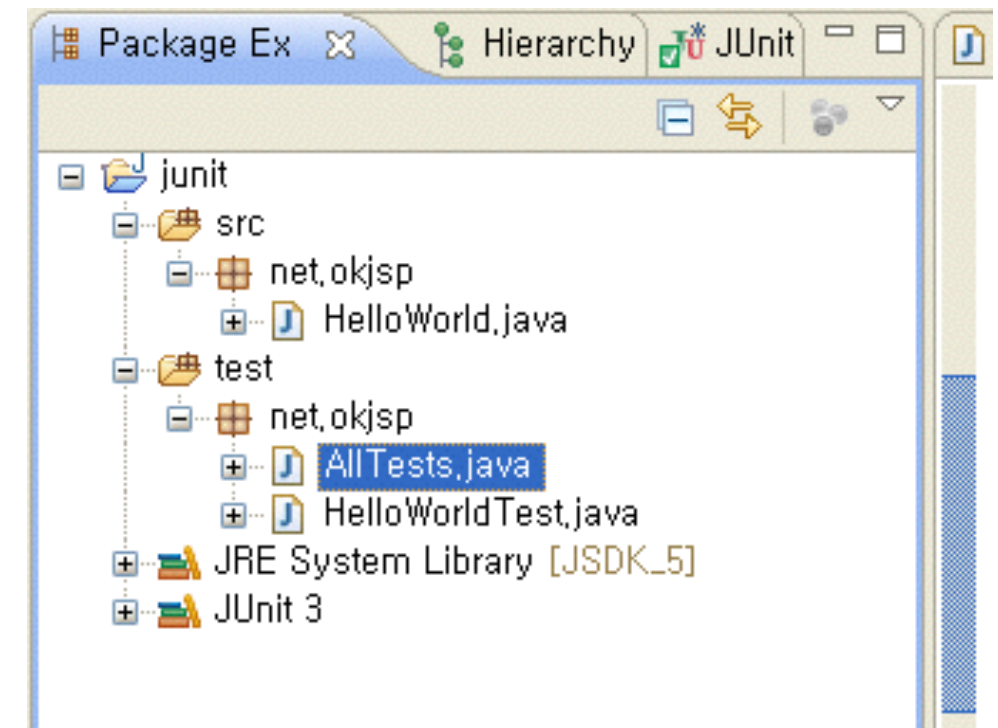 Package Ex Hierarchy JUnit
junit
src
net.okjsp
HelloWorld.java
test
net.okjsp
AllTests.java
HelloWorldTest.java
JRE System Library [JSDK_5]
JUnit 3